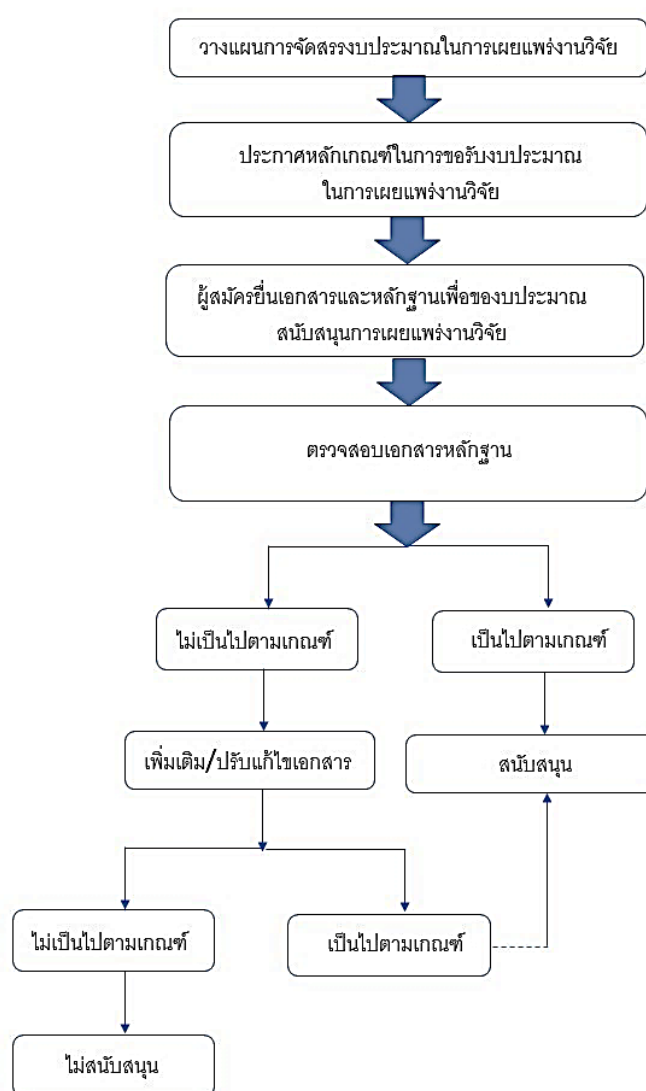 วางแผนการจัดสรรงบประมาณในการเผยแพร่งานวิจัย
ประกาศหลักเกณฑ์ในการขอรับงบประมาณ
ในการเผยแพร่งานวิจัย
ผู้สมัครยื่นเอกสารและหลักฐานเพื่อของบประมาณ
สนับสนุนการเผยแพร่งานวิจัย
ตรวจสอบเอกสารหลักฐาน
ไม่เป็นไปตามเกณฑ์
เป็นไปตามเกณฑ์
เพิ่มเติม/ปรับแก้ไขเอกสาร
สนับสนุน
ไม่เป็นไปตามเกณฑ์
เป็นไปตามเกณฑ์
ไม่สนับสนุน